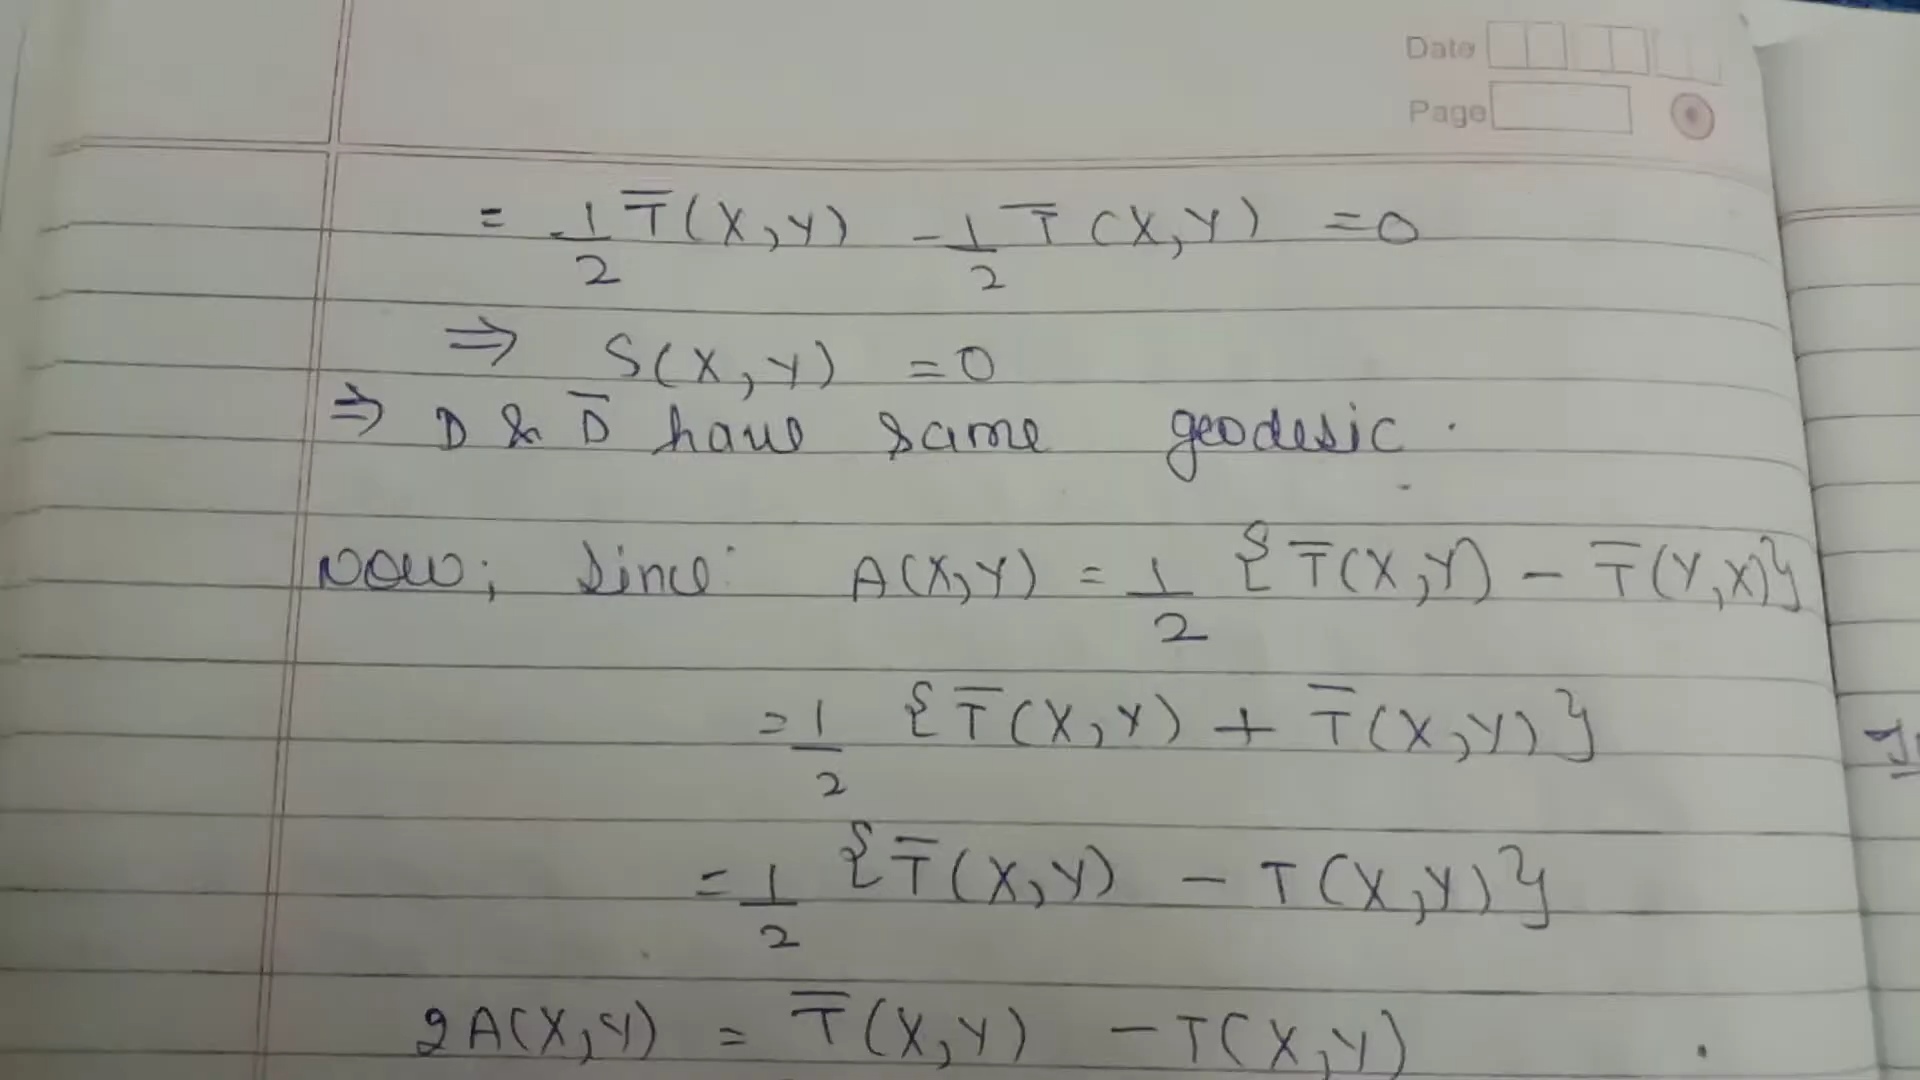 Date
Page
= 1/2 T̅(X,Y) - 1/2 T̅(X,Y) = 0
⇒ S(X,Y) = 0
⇒ D & D̅ have same geodesic.
Now; Since A(X,Y) = 1/2 {T̅(X,Y) - T̅(Y,X)}
= 1/2 {T̅(X,Y) + T̅(X,Y)}
= 1/2 {T̅(X,Y) - T(X,Y)}
2A(X,Y) = T̅(X,Y) - T(X,Y)